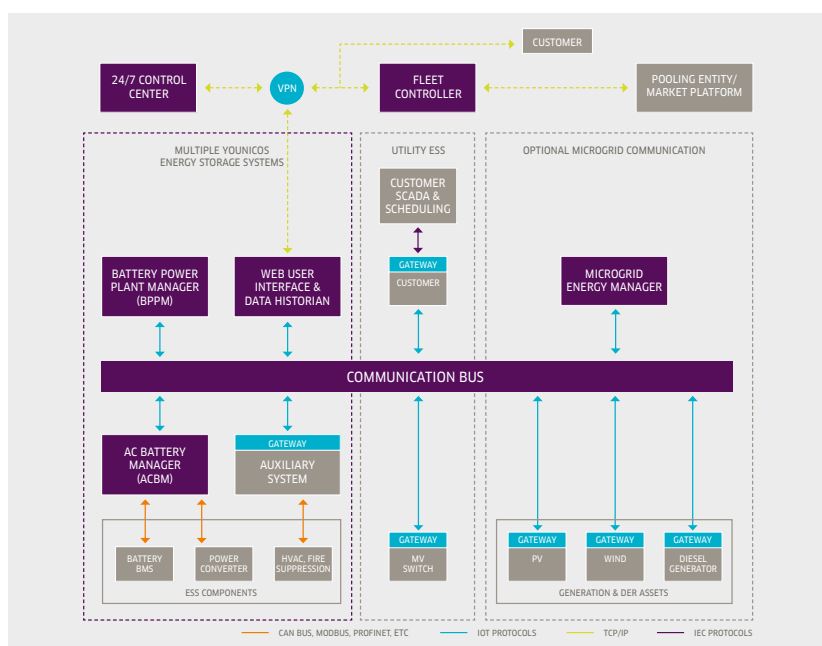 CUSTOMER
24/7 CONTROL
CENTER
VPN
FLEET
CONTROLLER
POOLING ENTITY/
MARKET PLATFORM
MULTIPLE YOUNICOS
ENERGY STORAGE SYSTEMS
UTILITY ESS
OPTIONAL MICROGRID COMMUNICATION
CUSTOMER
SCADA &
SCHEDULING
BATTERY POWER
PLANT MANAGER
(BPPM)
WEB USER
INTERFACE &
DATA HISTORIAN
GATEWAY
CUSTOMER
MICROGRID
ENERGY MANAGER
COMMUNICATION BUS
AC BATTERY
MANAGER
(ACBM)
GATEWAY
AUXILIARY
SYSTEM
BATTERY
BMS
POWER
CONVERTER
HVAC, FIRE
SUPPRESSION
ESS COMPONENTS
GATEWAY
MV
SWITCH
GATEWAY
PV
GATEWAY
WIND
GATEWAY
DIESEL
GENERATOR
GENERATION & DER ASSETS
CAN BUS, MODBUS, PROFINET, ETC
IOT PROTOCOLS
TCP/IP
IEC PROTOCOLS